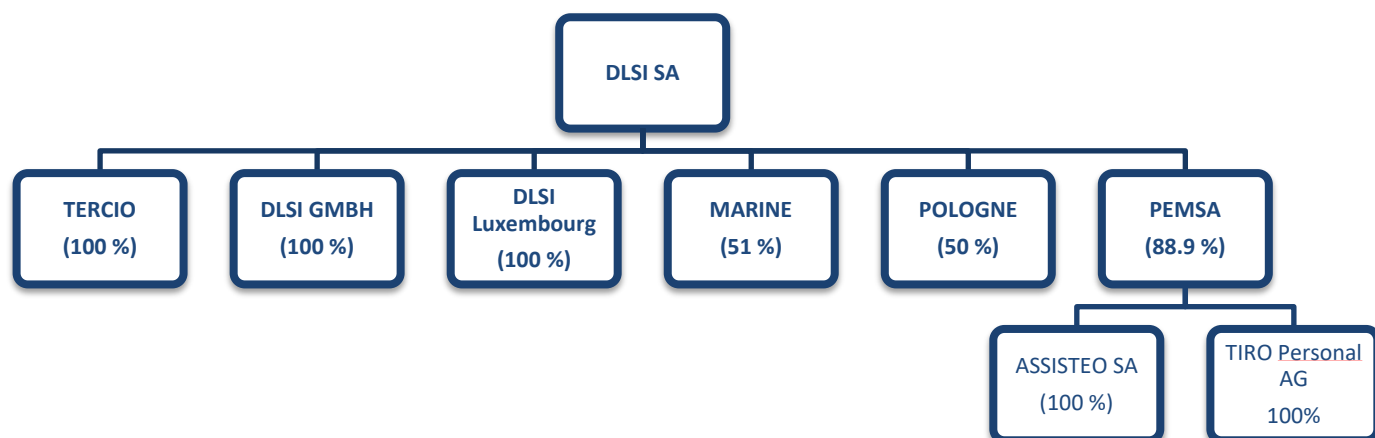 DLSI SA
TERCIO
(100 %)
DLSI GMBH
(100 %)
DLSI
Luxembourg
(100 %)
MARINE
(51 %)
POLOGNE
(50 %)
PEMSA
(88.9 %)
ASSISTEO SA
(100 %)
TIRO Personal
AG
100%